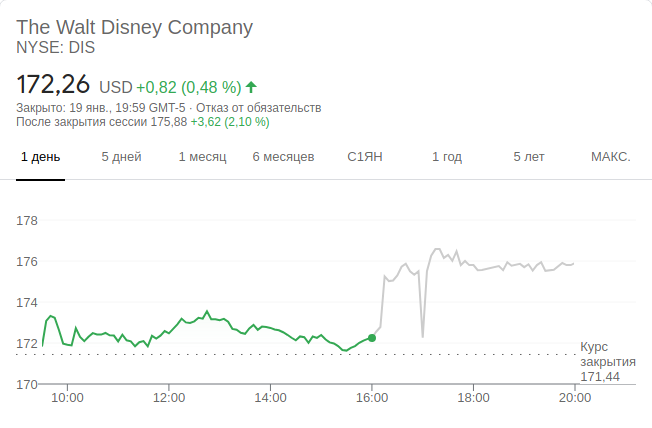 The Walt Disney Company
NYSE: DIS
172,26 USD +0,82 (0,48 %)
Закрыто: 19 янв., 19:59 GMT-5 · Отказ от обязательств
После закрытия сессии 175,88 +3,62 (2,10 %)
1 день 5 дней 1 месяц 6 месяцев С1ЯН 1 год 5 лет МАКС.
178
176
174
172
Курс
закрытия
171,44
170
10:00 12:00 14:00 16:00 18:00 20:00